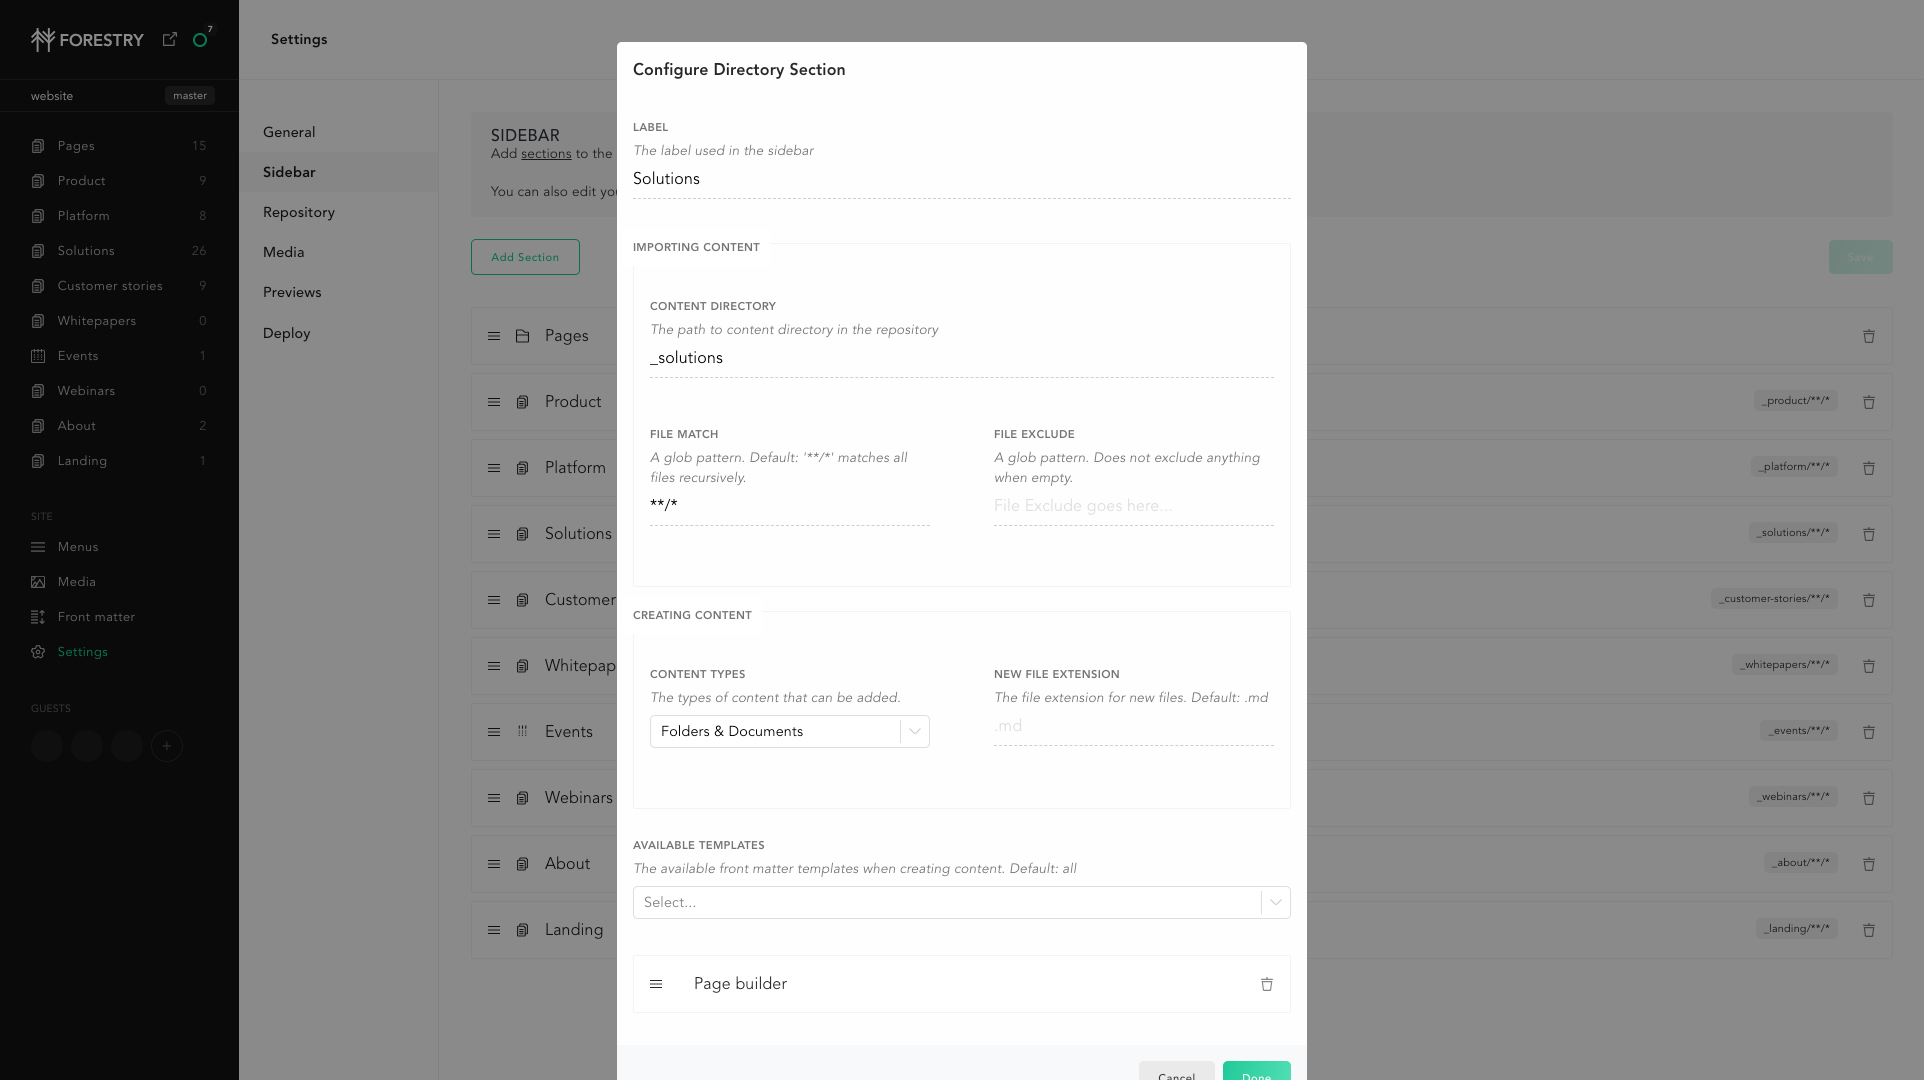 FORESTRY
7
website
master
Pages 15
Product 9
Platform 8
Solutions 26
Customer stories 9
Whitepapers 0
Events 1
Webinars 0
About 2
Landing 1
SITE
Menus
Media
Front matter
Settings
GUESTS
+
Settings
General
Sidebar
Repository
Media
Previews
Deploy
SIDEBAR
Add sections to the
You can also edit
Add Section
Save
Pages
Product
_product/**/*
Platform
_platform/**/*
Solutions
_solutions/**/*
Customer
_customer-stories/**/*
Whitepap
_whitepapers/**/*
Events
_events/**/*
Webinars
_webinars/**/*
About
_about/**/*
Landing
_landing/**/*
Configure Directory Section
LABEL
The label used in the sidebar
Solutions
IMPORTING CONTENT
CONTENT DIRECTORY
The path to content directory in the repository
_solutions
FILE MATCH
A glob pattern. Default: '**/*' matches all
files recursively.
**/*
FILE EXCLUDE
A glob pattern. Does not exclude anything
when empty.
File Exclude goes here...
CREATING CONTENT
CONTENT TYPES
The types of content that can be added.
Folders & Documents
NEW FILE EXTENSION
The file extension for new files. Default: .md
.md
AVAILABLE TEMPLATES
The available front matter templates when creating content. Default: all
Select...
Page builder
Cancel
Done